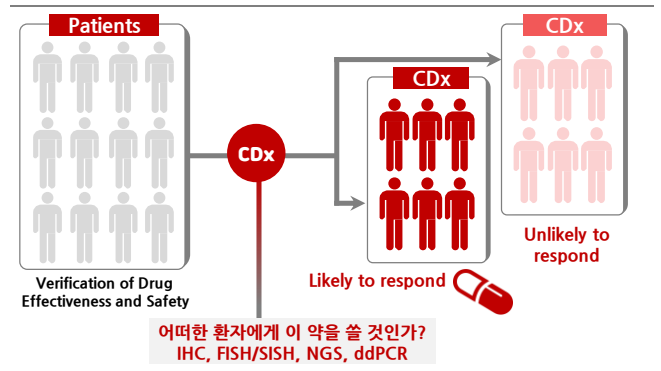 Patients
CDx
CDx
CDx
Verification of Drug
Effectiveness and Safety
Likely to respond
Unlikely to
respond
어떠한 환자에게 이 약을 쓸 것인가?
IHC, FISH/SISH, NGS, ddPCR